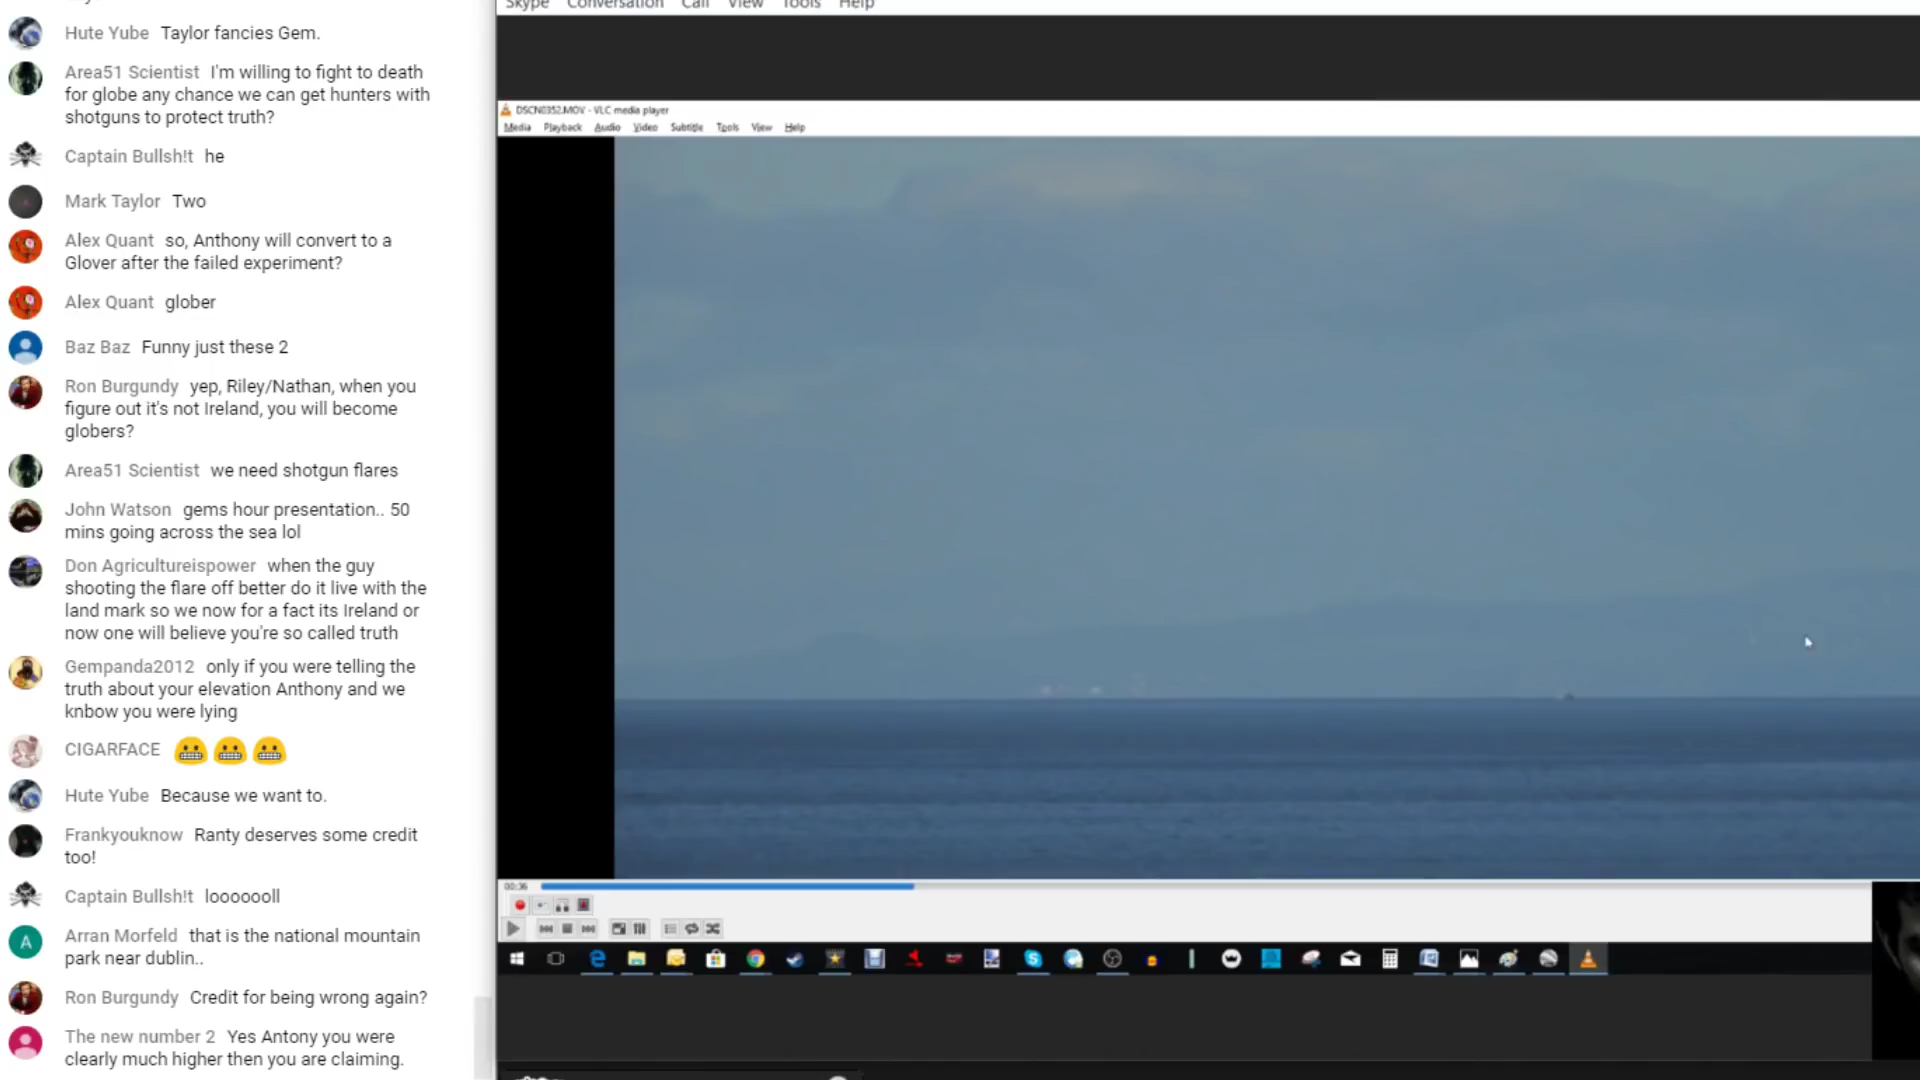 Hute Yube Taylor fancies Gem.
Area51 Scientist I'm willing to fight to death
for globe any chance we can get hunters with
shotguns to protect truth?
Captain Bullsh!t he
Mark Taylor Two
Alex Quant so, Anthony will convert to a
Glover after the failed experiment?
Alex Quant glober
Baz Baz Funny just these 2
Ron Burgundy yep, Riley/Nathan, when you
figure out it's not Ireland, you will become
globers?
Area51 Scientist we need shotgun flares
John Watson gems hour presentation.. 50
mins going across the sea lol
Don Agricultureispower when the guy
shooting the flare off better do it live with the
land mark so we now for a fact its Ireland or
now one will believe you're so called truth
Gempanda2012 only if you were telling the
truth about your elevation Anthony and we
knbow you were lying
CIGARFACE 😬😬😬
Hute Yube Because we want to.
Frankyouknow Ranty deserves some credit
too!
Captain Bullsh!t looooooll
A
Arran Morfeld that is the national mountain
park near dublin..
Ron Burgundy Credit for being wrong again?
The new number 2 Yes Antony you were
clearly much higher then you are claiming.
Skype Conversation Call View Tools Help
DSCN0352.MOV - VLC media player
Media Playback Audio Video Subtitle Tools View Help
00:36